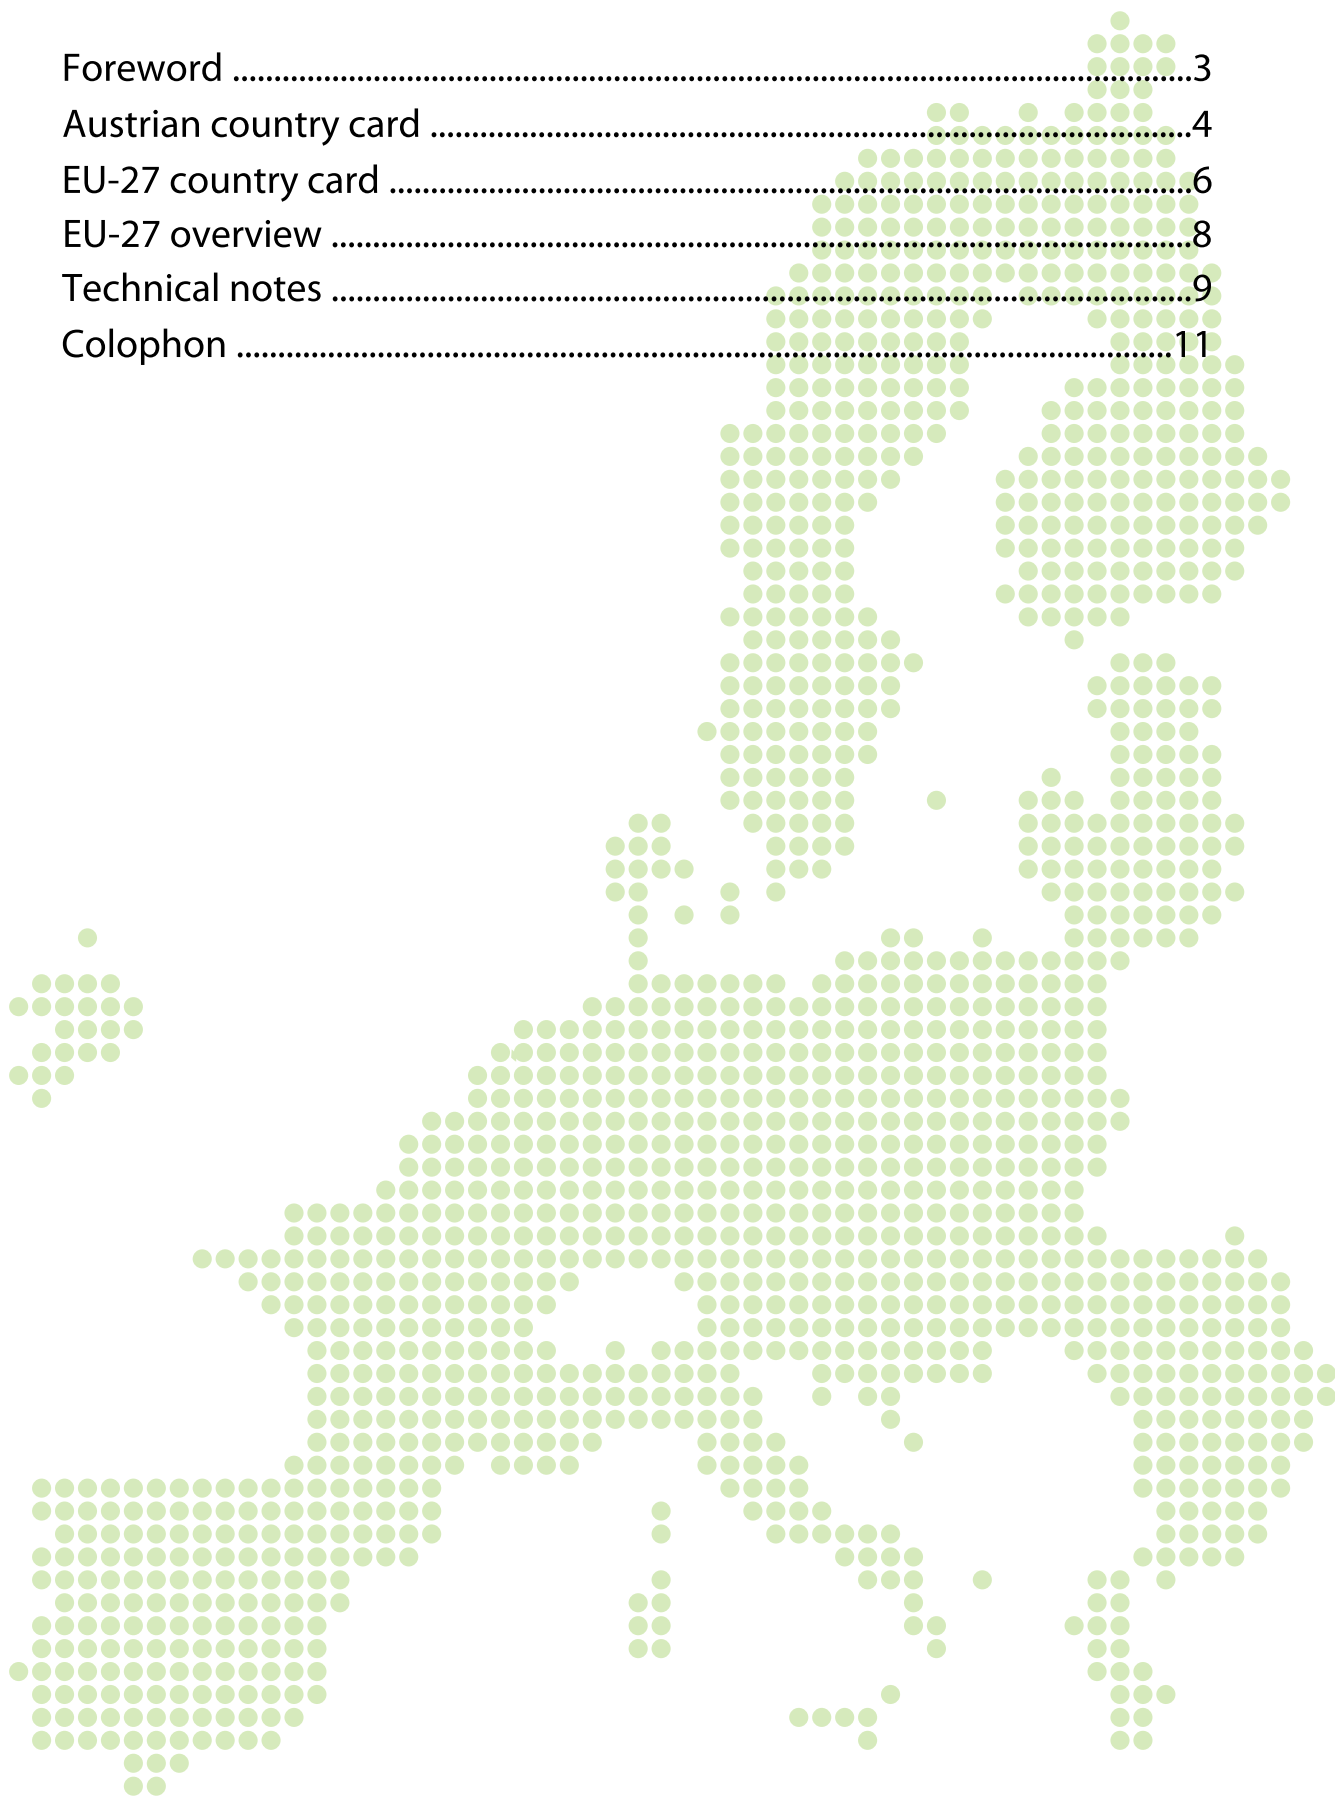 Foreword ........................................................................................................................3
Austrian country card ...............................................................................................4
EU-27 country card ....................................................................................................6
EU-27 overview ...........................................................................................................8
Technical notes ...........................................................................................................9
Colophon ....................................................................................................................11